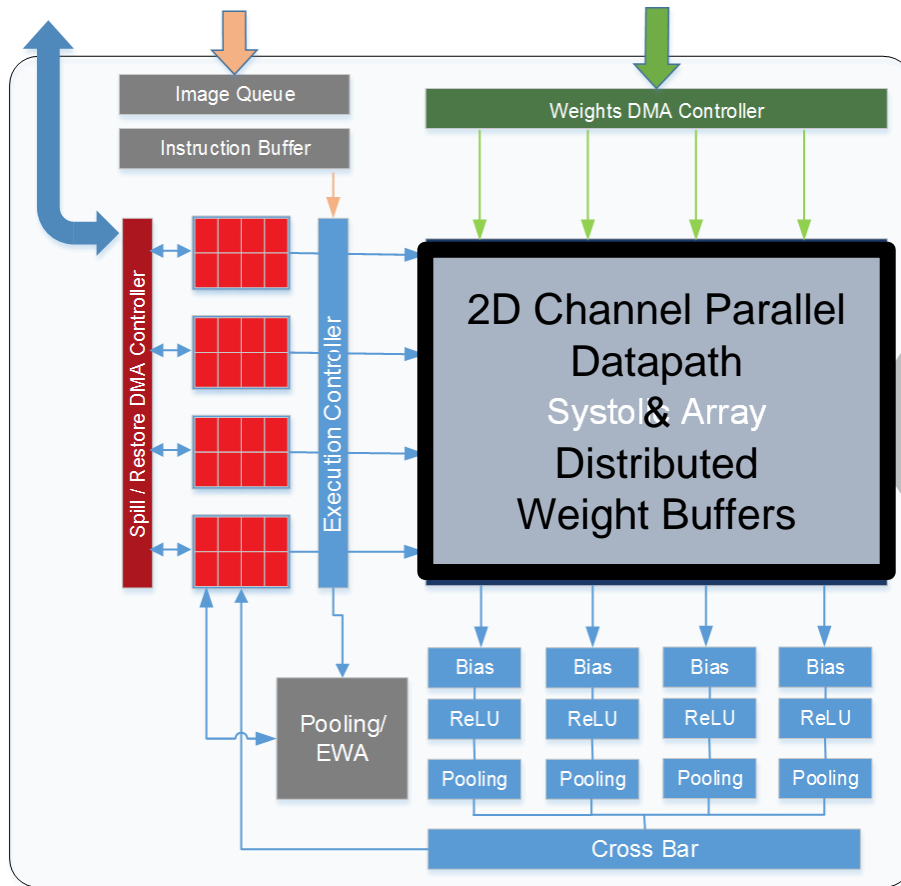 Image Queue
Weights DMA Controller
Instruction Buffer
Spill / Restore DMA Controller
Execution Controller
2D Channel Parallel
Datapath
Systolic Array
&
Distributed
Weight Buffers
Bias
Bias
Bias
Bias
ReLU
ReLU
ReLU
ReLU
Pooling/
EWA
Pooling
Pooling
Pooling
Pooling
Cross Bar